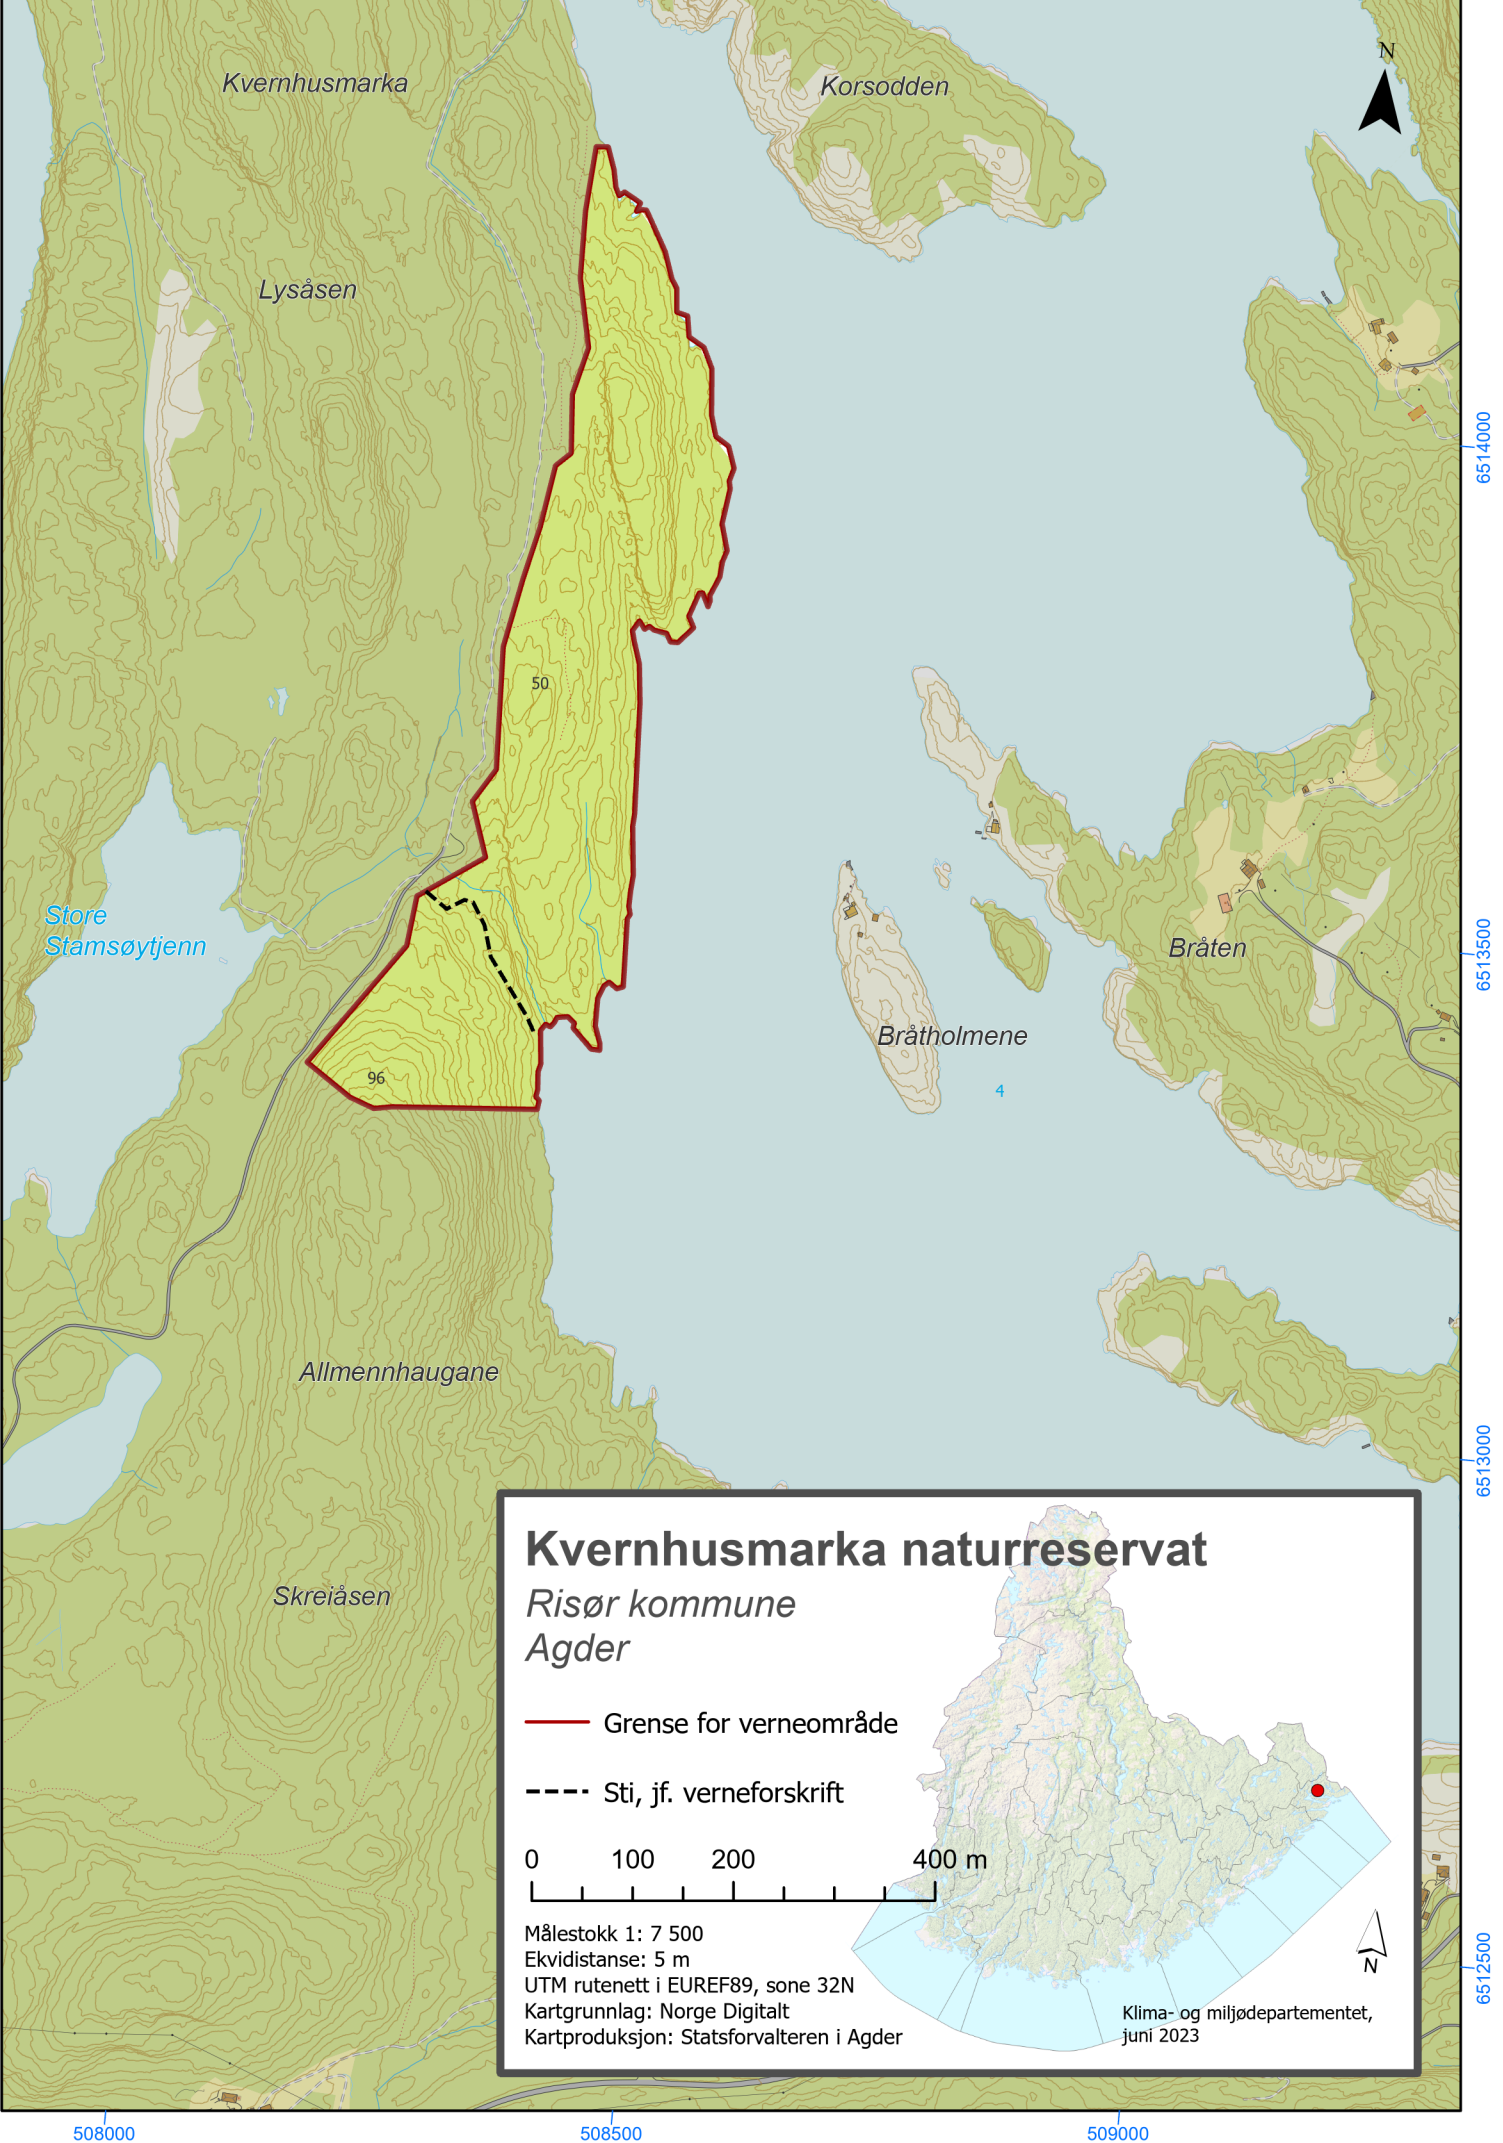 N
Kvernhusmarka
Korsodden
Lysåsen
6514000
50
Store
Stamsøytjenn
Bråten
6513500
Bråtholmene
96
4
Allmennhaugane
6513000
Skreiåsen
Kvernhusmarka naturreservat
Risør kommune
Agder
Grense for verneområde
Sti, jf. verneforskrift
0 100 200 400 m
Målestokk 1: 7 500
Ekvidistanse: 5 m
UTM rutenett i EUREF89, sone 32N
Kartgrunnlag: Norge Digitalt
Kartproduksjon: Statsforvalteren i Agder
N
Klima- og miljødepartementet,
juni 2023
6512500
508000 508500 509000